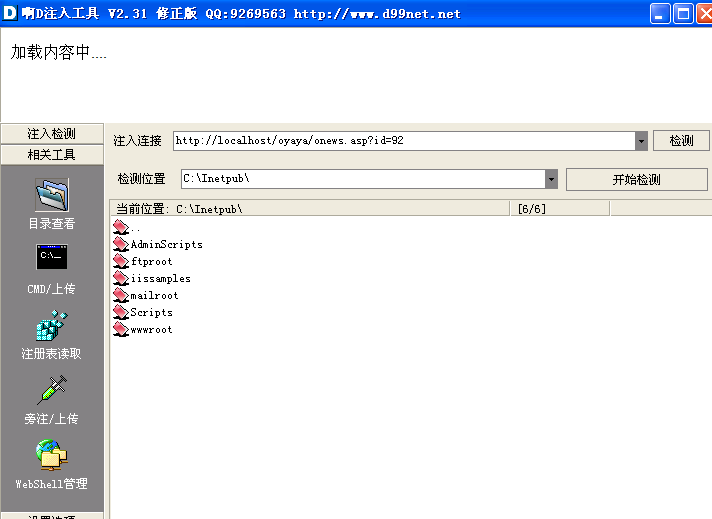 啊D注入工具 V2.31 修正版 QQ:9269563 http://www.d99net.net
加载内容中....
注入检测
相关工具
目录查看
C:\_
CMD/上传
注册表读取
旁注/上传
WebShell管理
注入连接 http://localhost/oyaya/onews.asp?id=92 检测
检测位置 C:\Inetpub\ 开始检测
当前位置: C:\Inetpub\ [6/6]
..
AdminScripts
ftproot
iissamples
mailroot
Scripts
wwwroot